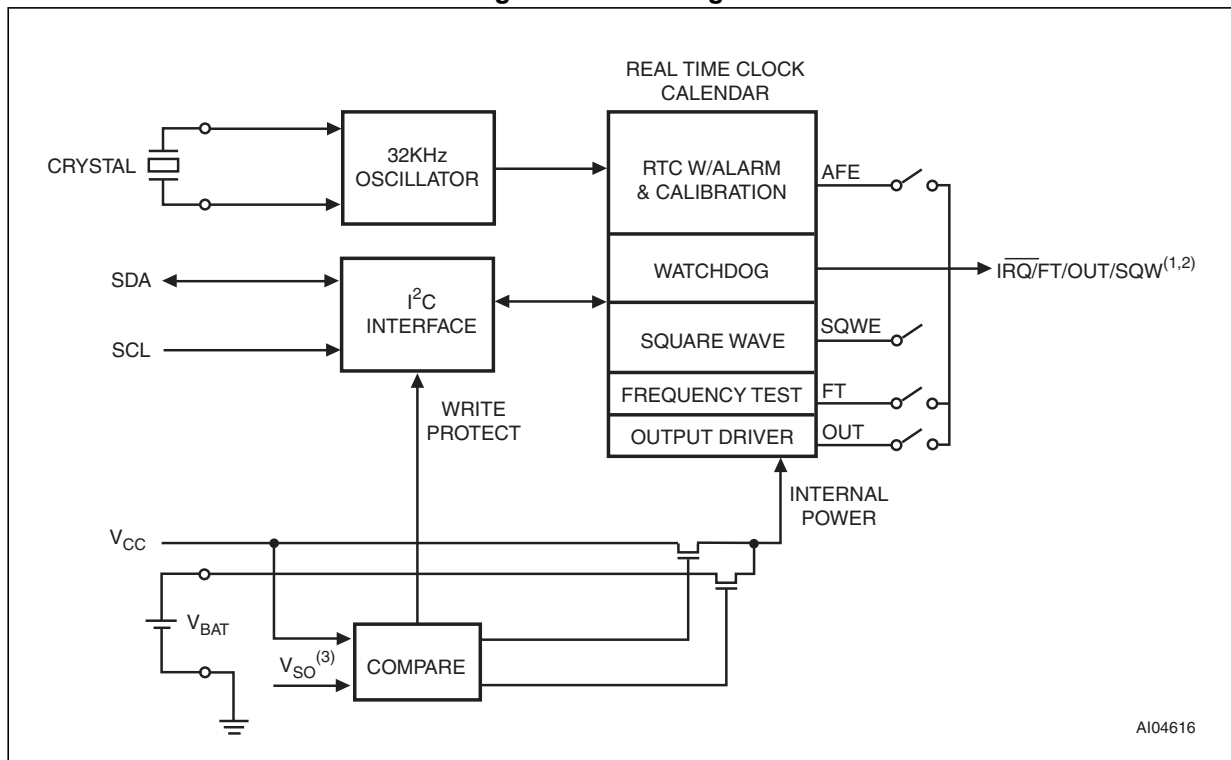 REAL TIME CLOCK
CALENDAR
CRYSTAL
32KHz
OSCILLATOR
RTC W/ALARM
& CALIBRATION
AFE
WATCHDOG
IRQ/FT/OUT/SQW(1,2)
SDA
SCL
I2C
INTERFACE
SQUARE WAVE
SQWE
FREQUENCY TEST
FT
OUTPUT DRIVER
OUT
WRITE
PROTECT
INTERNAL
POWER
VCC
VBAT
VSO(3)
COMPARE
AI04616